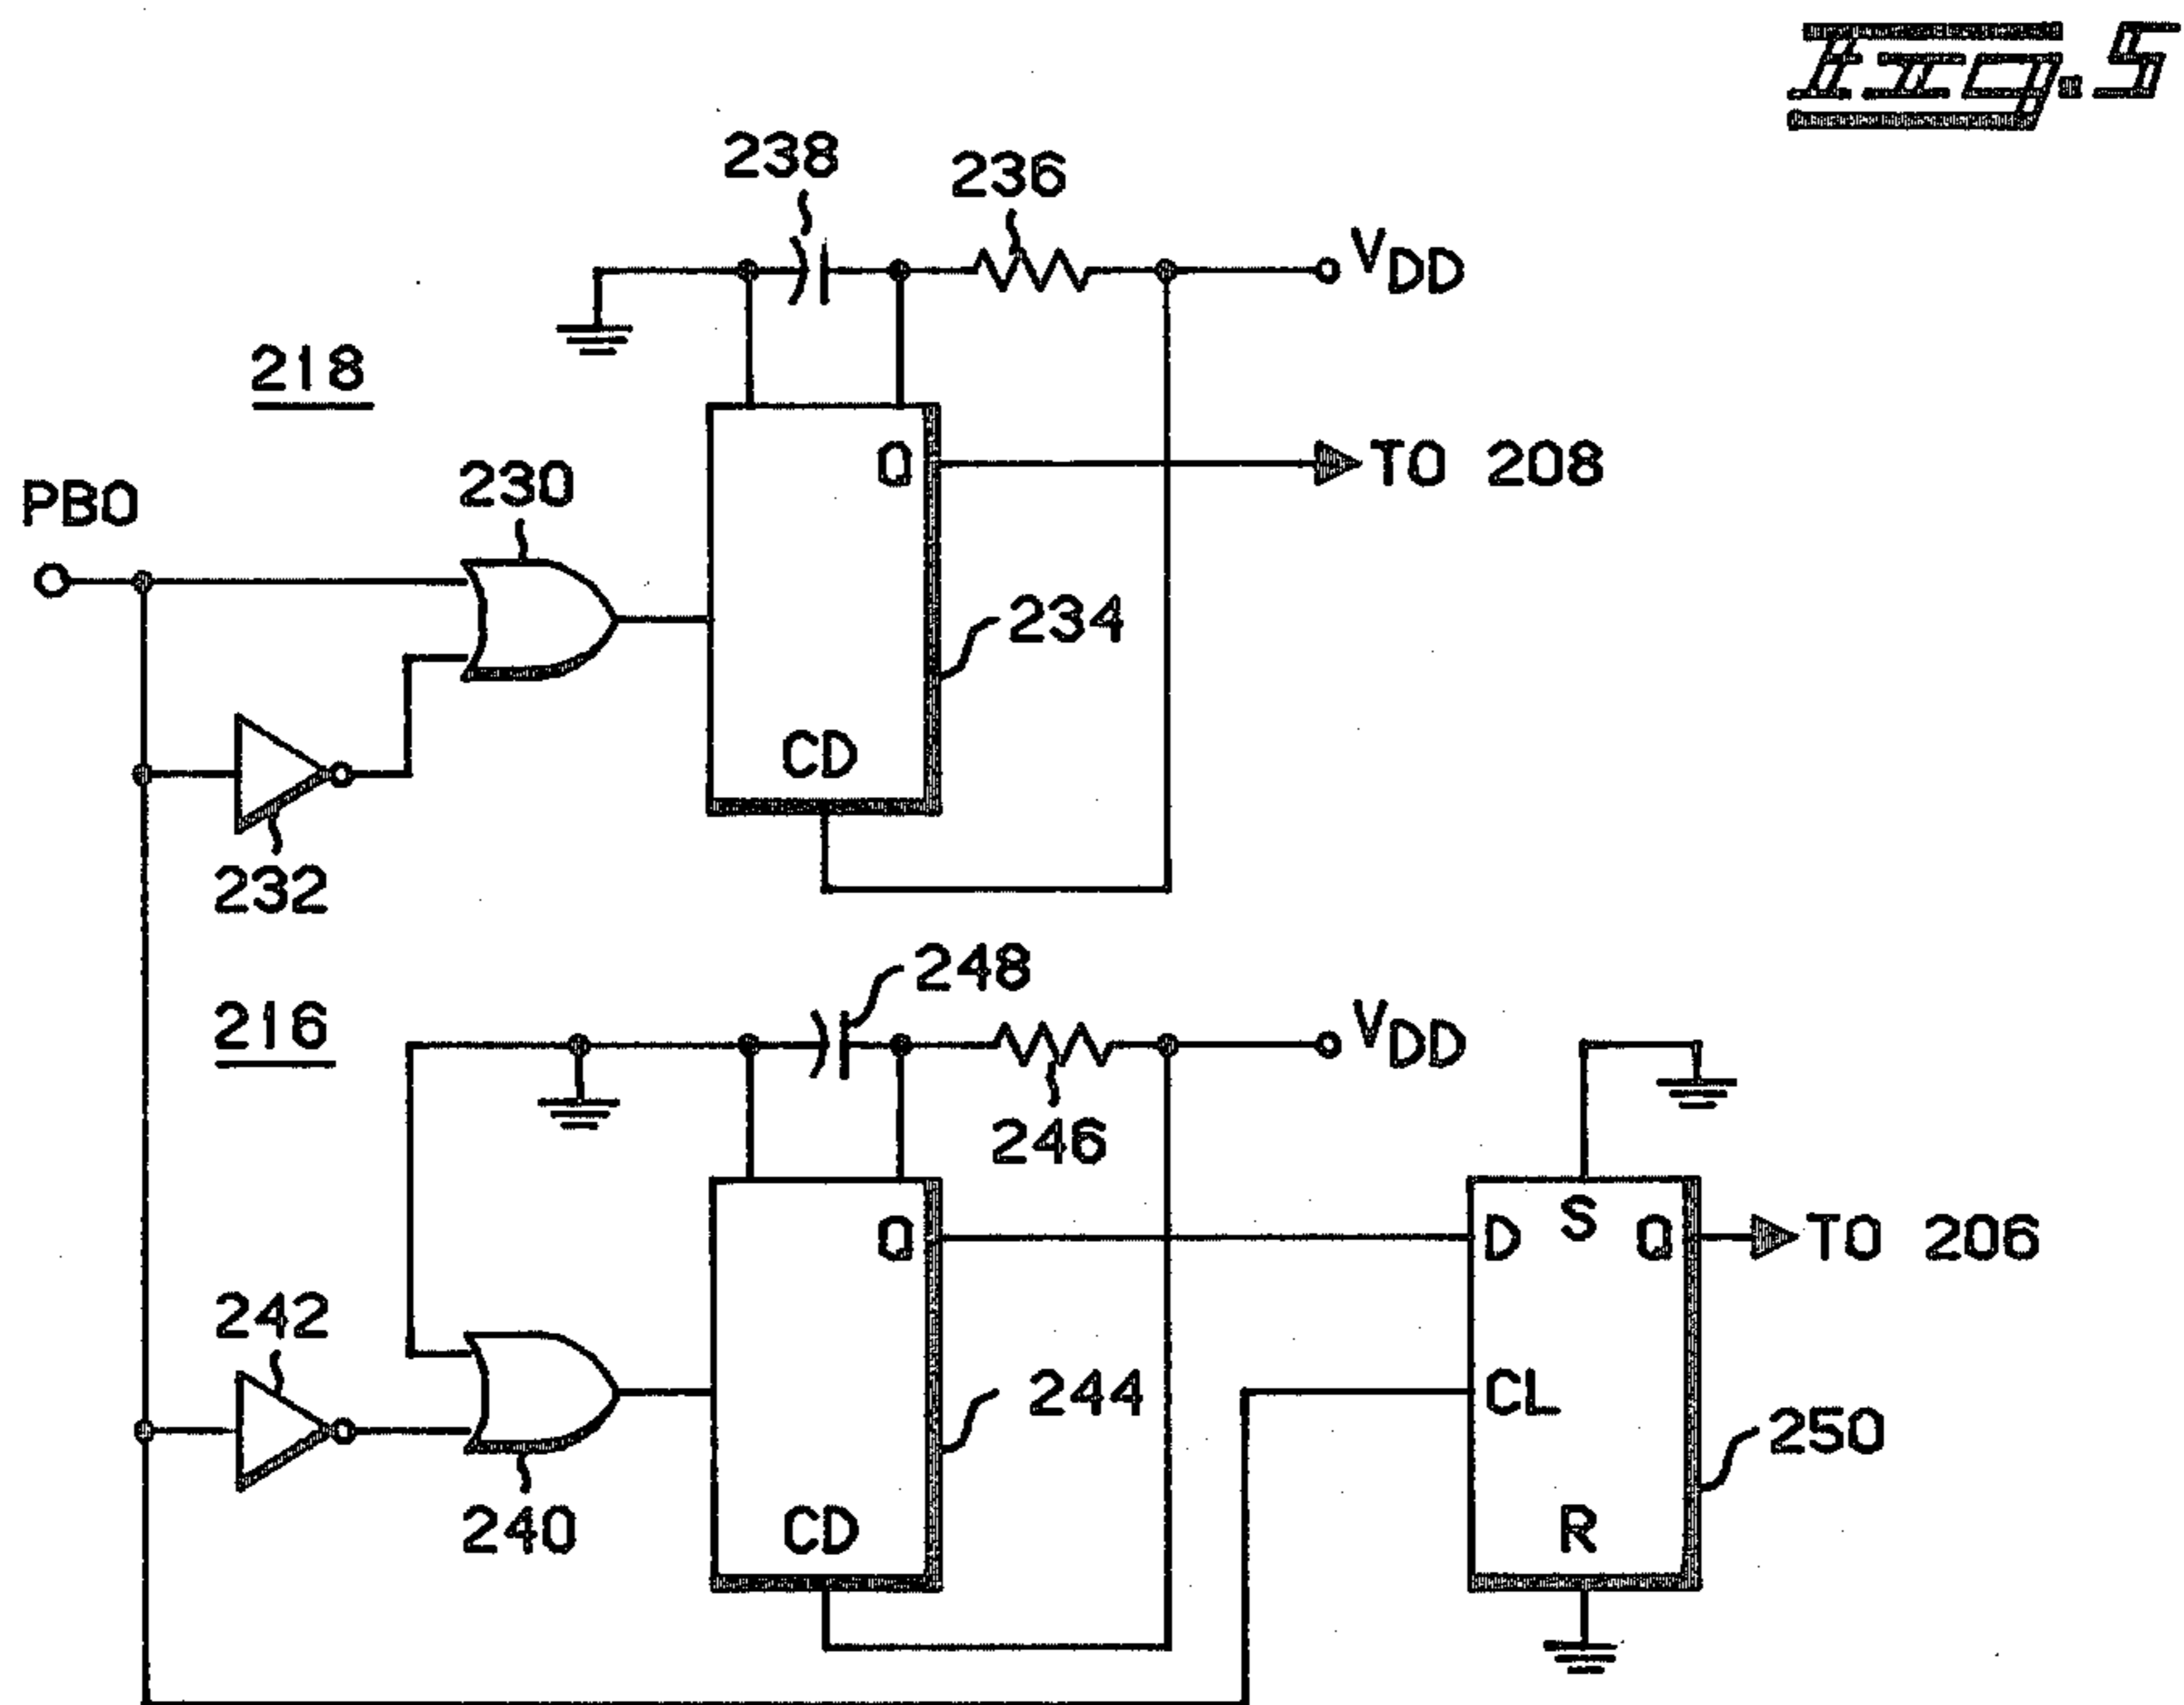 Fig. 5
238
236
VDD
218
Q
TO 208
PB0
230
234
CD
232
248
216
VDD
246
Q
D
S
Q
TO 206
242
244
CL
250
240
CD
R